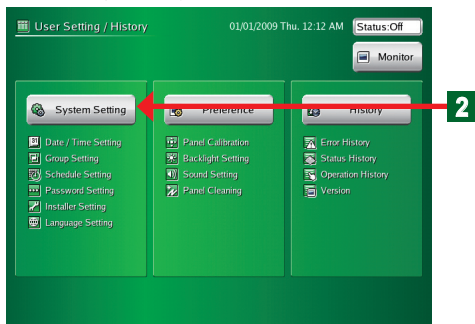 User Setting / History
01/01/2009 Thu. 12:12 AM
Status:Off
Monitor
System Setting
Date / Time Setting
Group Setting
Schedule Setting
Password Setting
Installer Setting
Language Setting
Preference
Panel Calibration
Backlight Setting
Sound Setting
Panel Cleaning
History
Error History
Status History
Operation History
Version
2